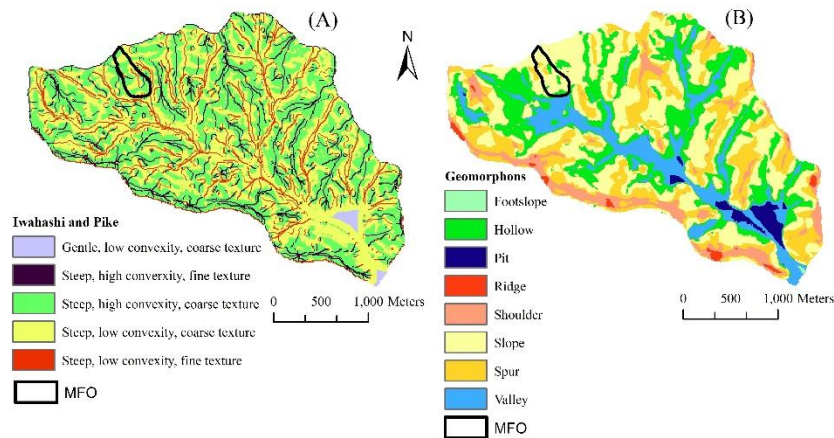 (A)
N
Iwahashi and Pike
Gentle, low convexity, coarse texture
Steep, high converxity, fine texture
Steep, high convexity, coarse texture
Steep, low convexity, coarse texture
Steep, low convexity, fine texture
MFO
0 500 1,000 Meters
(B)
Geomorphons
Footslope
Hollow
Pit
Ridge
Shoulder
Slope
Spur
Valley
MFO
0 500 1,000 Meters